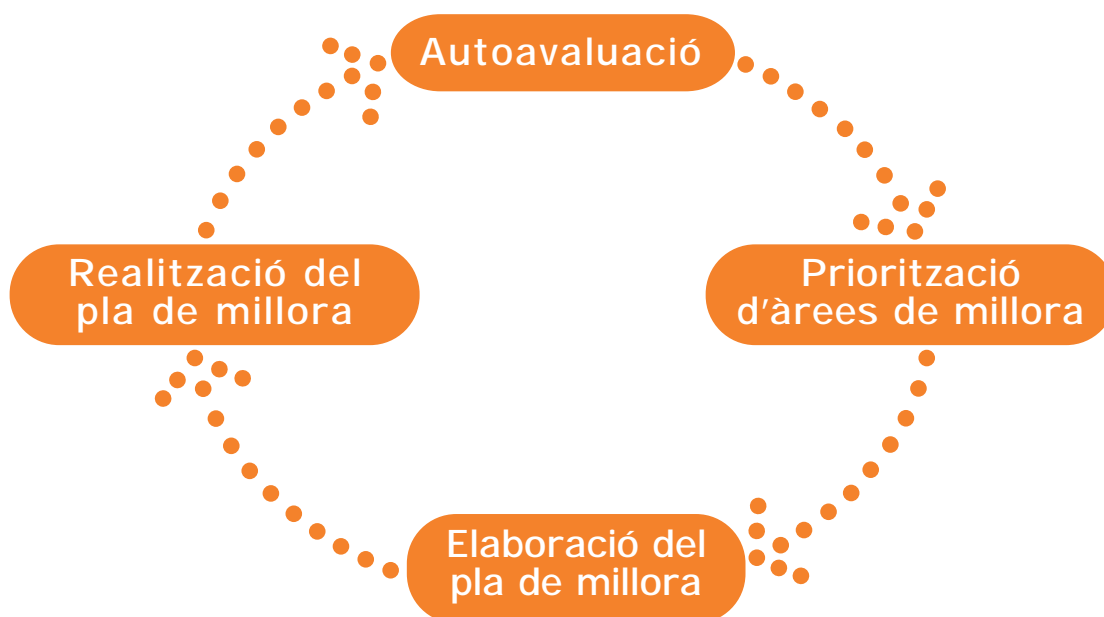 Autoavaluació
Realització del
pla de millora
Priorització
d'àrees de millora
Elaboració del
pla de millora